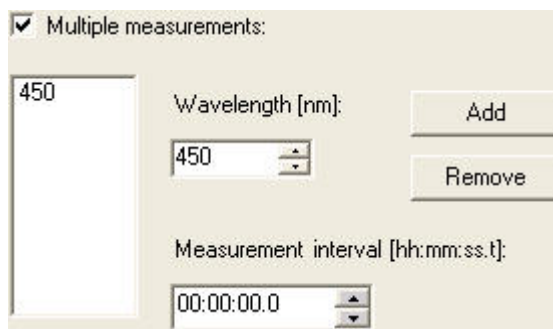 Multiple measurements:
450
Wavelength [nm]:
Add
450
Remove
Measurement interval [hh:mm:ss.t]:
00:00:00.0